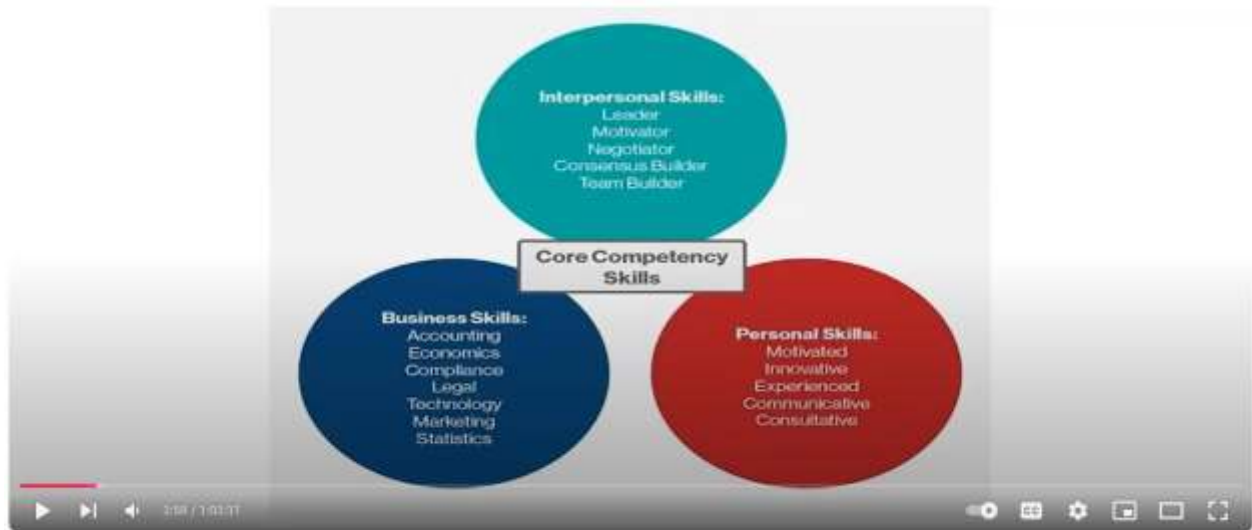 Interpersonal Skills:
Leader
Motivator
Negotiator
Consensus Builder
Team Builder
Core Competency
Skills
Business Skills:
Accounting
Economics
Compliance
Legal
Technology
Marketing
Statistics
Personal Skills:
Motivated
Innovative
Experienced
Communicative
Consultative
CC